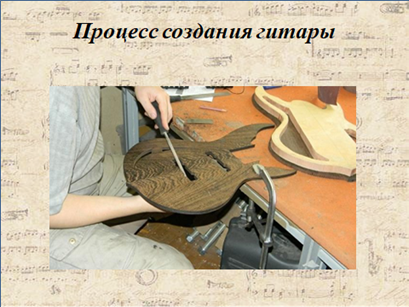 Процесс создания гитары